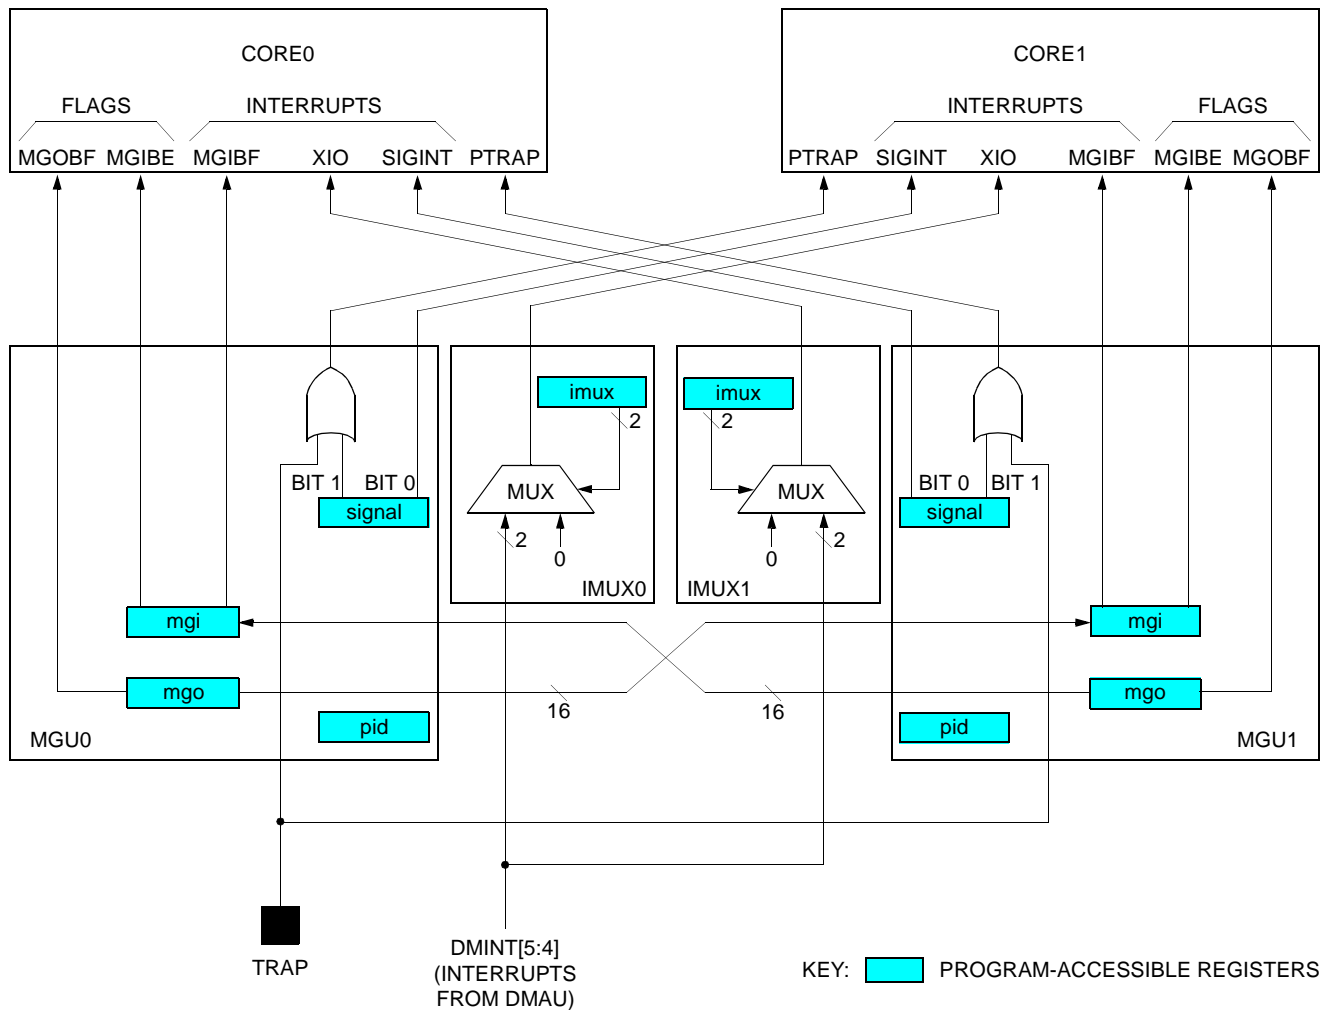 CORE0
CORE1
FLAGS
INTERRUPTS
INTERRUPTS
FLAGS
MGOBF MGIBE MGIBF XIO SIGINT PTRAP
PTRAP SIGINT XIO MGIBF MGIBE MGOBF
imux
2
imux
2
BIT 1 BIT 0
signal
MUX
2
0
IMUX0
MUX
0
2
IMUX1
BIT 0 BIT 1
signal
mgi
mgi
mgo
16
16
mgo
pid
MGU0
pid
MGU1
TRAP
DMINT[5:4]
(INTERRUPTS
FROM DMAU)
KEY: PROGRAM-ACCESSIBLE REGISTERS